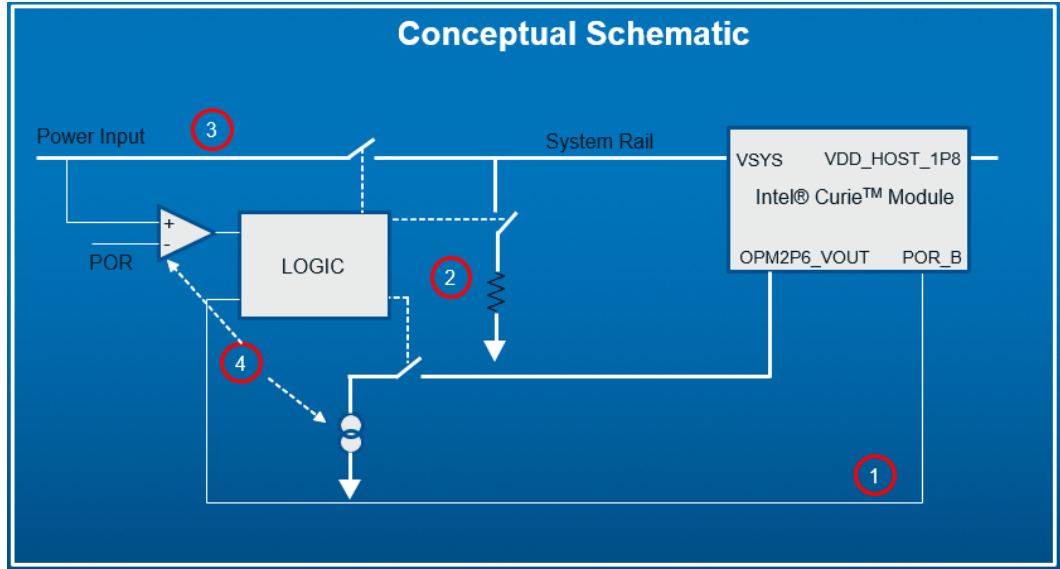 Conceptual Schematic
3
Power Input
System Rail
VSYS VDD_HOST_1P8
Intel® Curie™ Module
+
-
POR
LOGIC
2
OPM2P6_VOUT POR_B
4
1